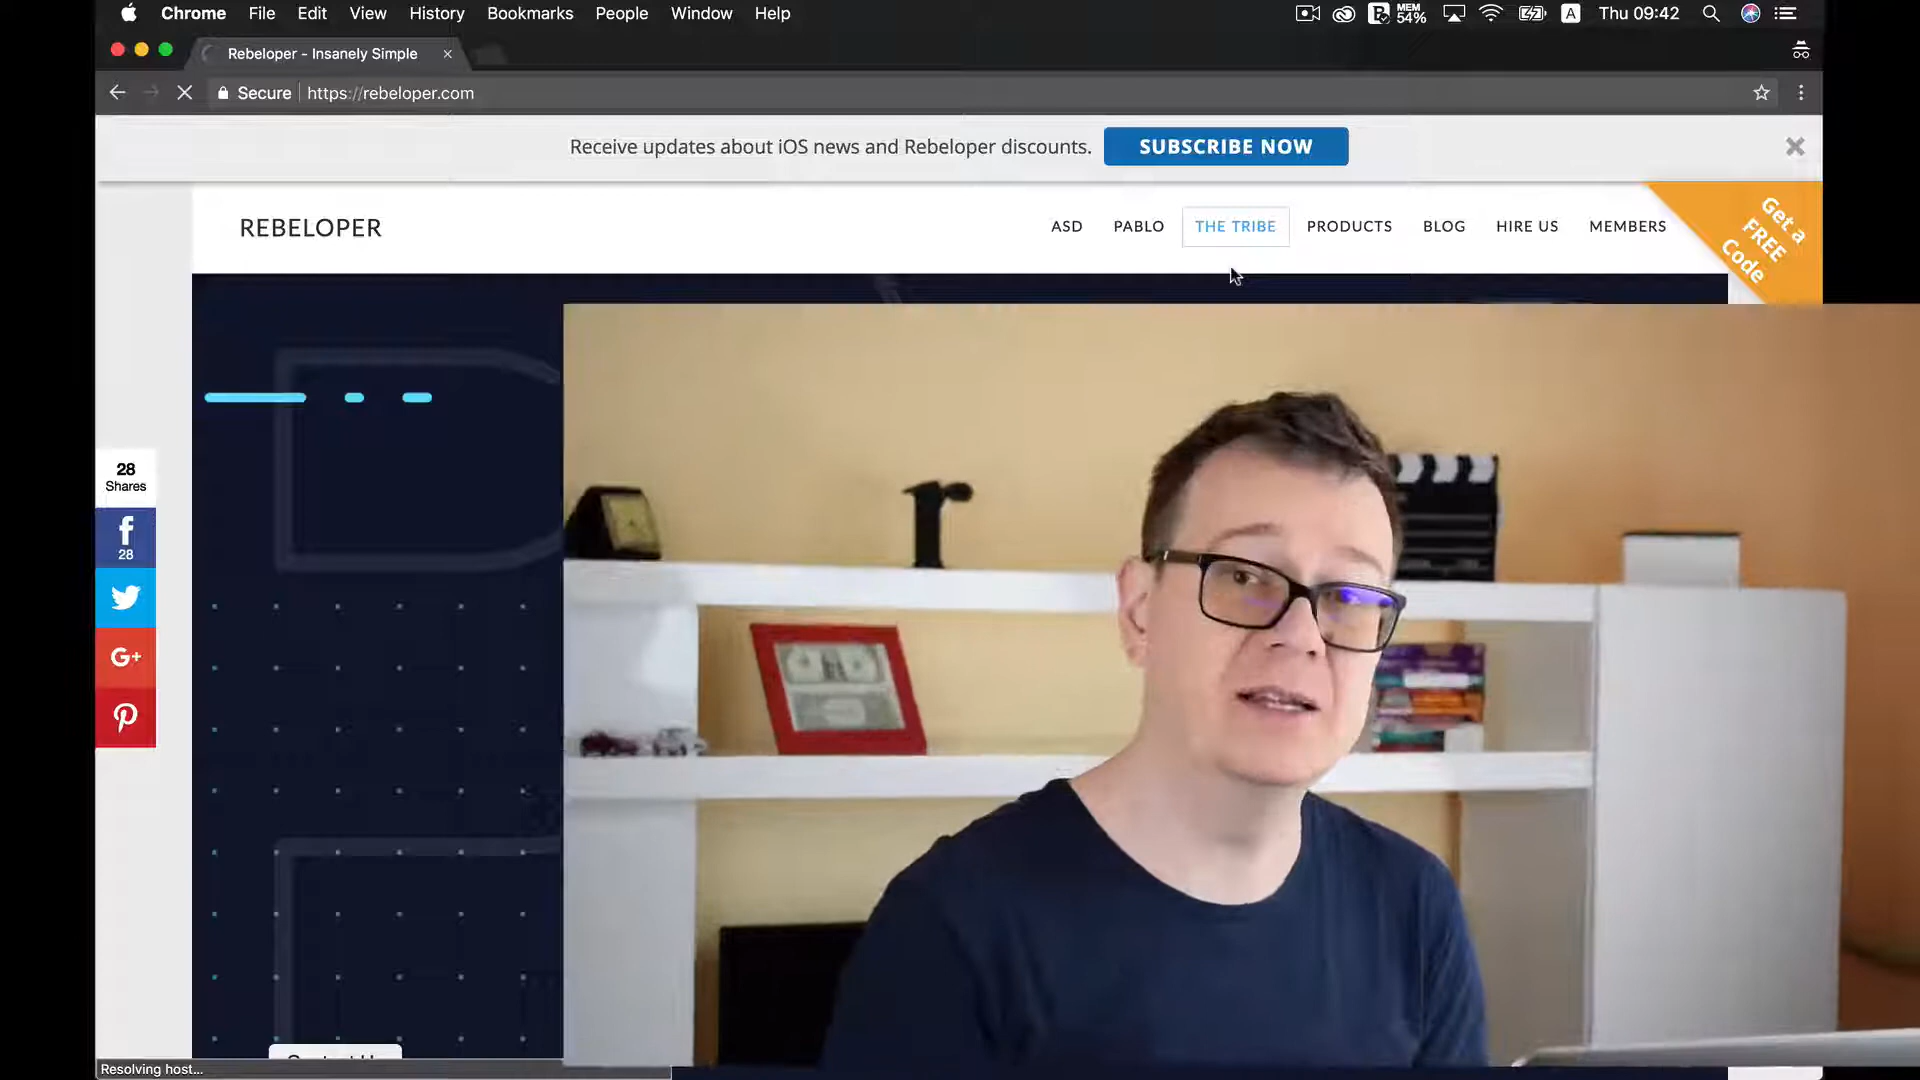 Chrome File Edit View History Bookmarks People Window Help MEM 54% A Thu 09:42
Rebeloper - Insanely Simple
Secure https://rebeloper.com
Receive updates about iOS news and Rebeloper discounts. SUBSCRIBE NOW
REBELOPER ASD PABLO THE TRIBE PRODUCTS BLOG HIRE US MEMBERS
Get a
FREE
Code
28
Shares
28
G+
Resolving host...